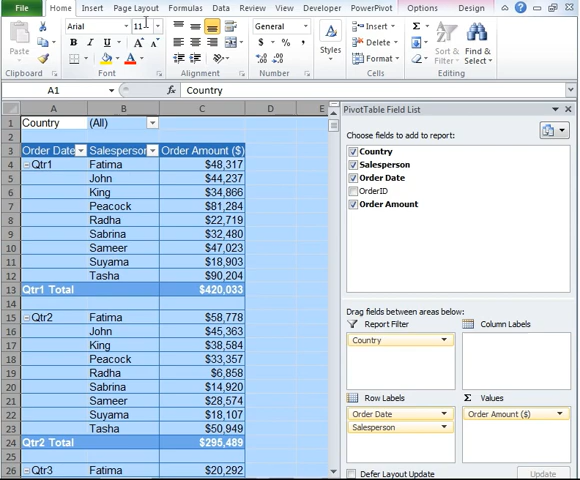 File Home Insert Page Layout Formulas Data Review View Developer PowerPivot Options Design
Arial 11 General Insert
Paste B I U $ % , Styles Delete Sort & Filter Find & Select
Format
Clipboard Font Alignment Number Cells Editing
A1 fx Country
A B C D E PivotTable Field List
1 Country (All) Choose fields to add to report:
2 Country
3 Order Date Salesperson Order Amount ($) Salesperson
4 Qtr1 Fatima $48,317 Order Date
5 John $44,237 OrderID
6 King $34,866 Order Amount
7 Peacock $81,284
8 Radha $22,719
9 Sabrina $32,480
10 Sameer $47,023
11 Suyama $18,903
12 Tasha $90,204
13 Qtr1 Total $420,033
14 Drag fields between areas below:
15 Qtr2 Fatima $58,778 Report Filter Column Labels
16 John $45,363 Country
17 King $38,584
18 Peacock $33,357
19 Radha $6,858
20 Sabrina $14,920
21 Sameer $28,574 Row Labels Σ Values
22 Suyama $18,107 Order Date Order Amount ($)
23 Tasha $50,949 Salesperson
24 Qtr2 Total $295,489
25
26 Qtr3 Fatima $20,292 Defer Layout Update Update